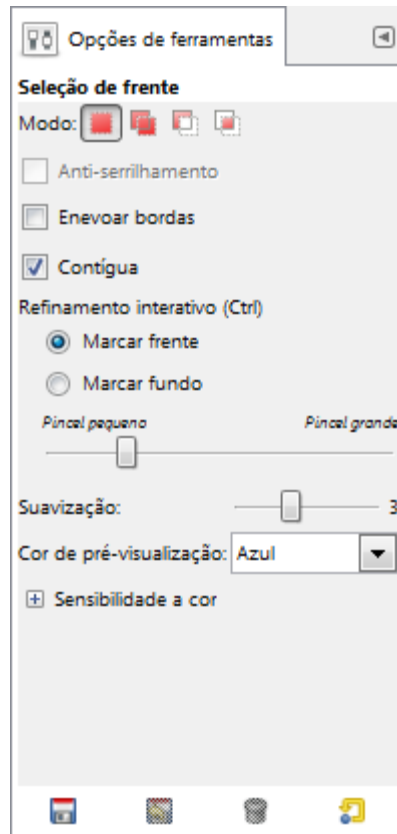 Opções de ferramentas
Seleção de frente
Modo:
Anti-serrilhamento
Enevoar bordas
Contígua
Refinamento interativo (Ctrl)
Marcar frente
Marcar fundo
Pincel pequeno Pincel grande
Suavização: 3
Cor de pré-visualização: Azul
Sensibilidade a cor